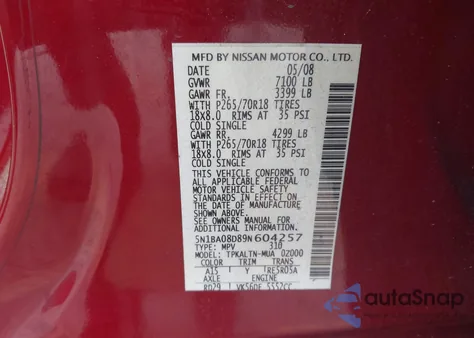 MFD BY NISSAN MOTOR CO., LTD.
DATE 05/08
GVWR 7100 LB
GAWR FR. 3399 LB
WITH P265/70R18 TIRES
18x8.0 RIMS AT 35 PSI
COLD SINGLE
GAWR RR. 4299 LB
WITH P265/70R18 TIRES
18x8.0 RIMS AT 35 PSI
COLD SINGLE
THIS VEHICLE CONFORMS
TO ALL APPLICABLE FEDERAL
MOTOR VEHICLE SAFETY
STANDARDS IN EFFECT ON THE
DATE OF MANUFACTURE SHOWN ABOVE.
SEE OWNERS MANUAL FOR
ADDITIONAL INFORMATION
5N1BA08D89N604257
TYPE: MPV 310
MODEL: TPKALTN-MUA 02000
COLOR TRIM TRANS
A15 Y RE5R05A
AXLE ENGINE
RD29 VK56DE 5552CC
autoSnap